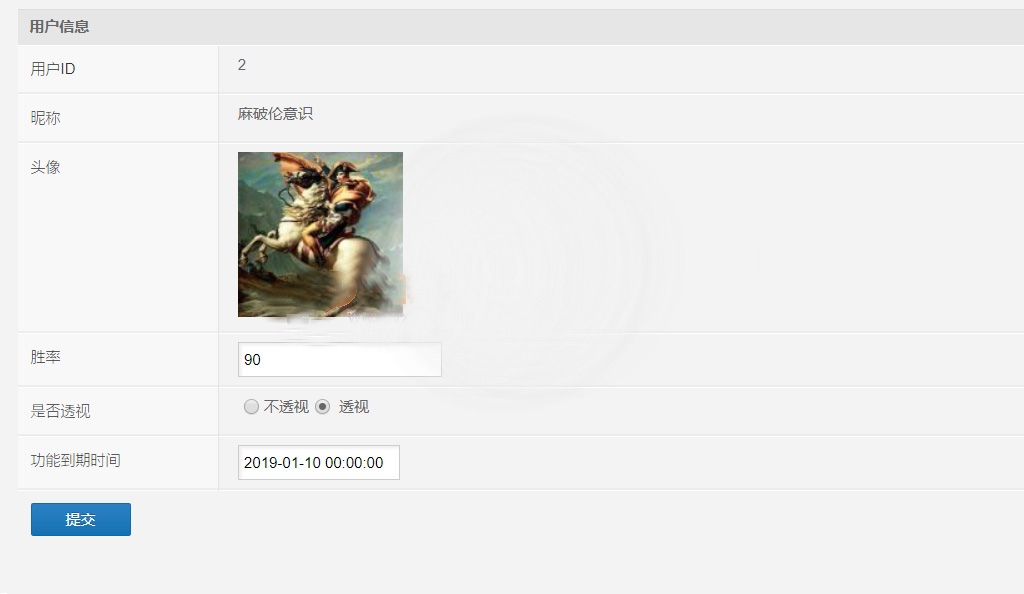 用户信息
用户ID
2
昵称
麻破伦意识
头像
胜率
90
是否透视
不透视 透视
功能到期时间
2019-01-10 00:00:00
提交